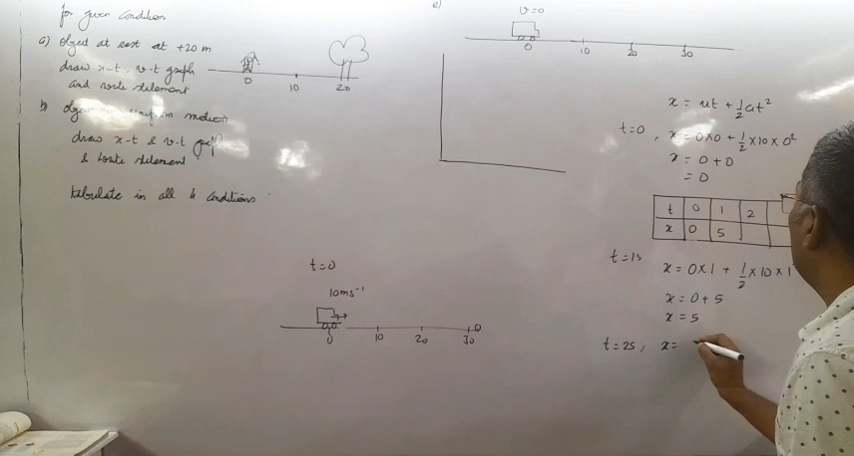 for given condition
a) Object at rest at +20 m
draw x-t, v-t graph
and write statement
0 10 20
b) motion
draw x-t & v-t
& write statement
tabulate in all 4 conditions
t=0
10ms⁻¹
0 10 20 30
e)
v=0
0 10 20 30
x = ut + 1/2 at²
t=0, x = 0×0 + 1/2 × 10 × 0²
x = 0+0
= 0
t 0 1 2
x 0 5
t=1s x = 0×1 + 1/2 × 10 × 1
x = 0+5
x = 5
t=2s, x=